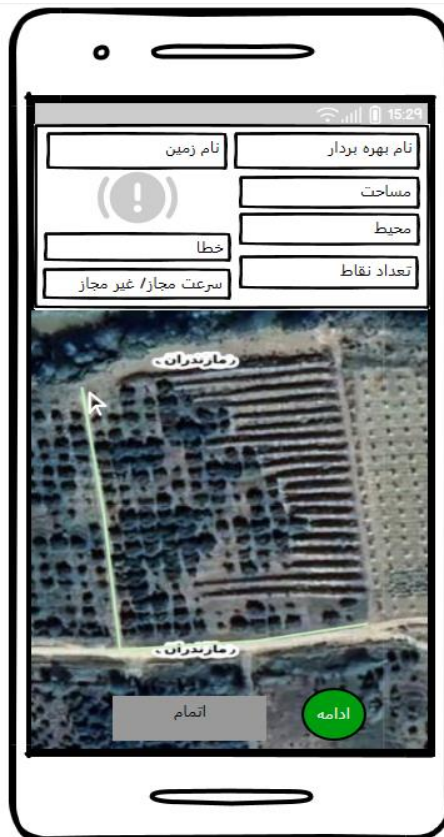 15:29
نام بهره بردار
نام زمین
مساحت
محیط
خطا
تعداد نقاط
سرعت مجاز/ غیر مجاز
ز مازندران
ز مازندران
ادامه
اتمام